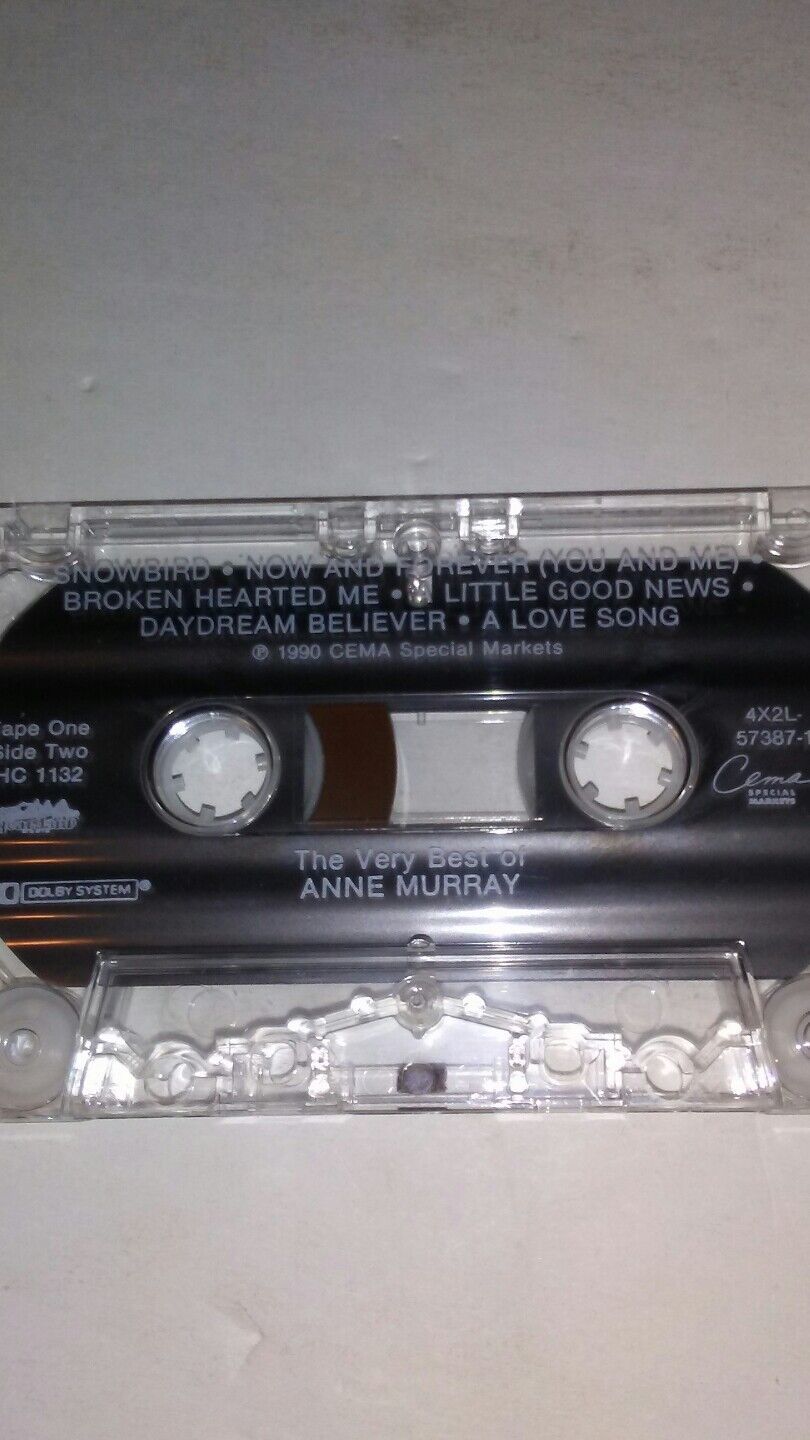 SNOWBIRD • NOW AND FOREVER (YOU AND ME) •
BROKEN HEARTED ME • LITTLE GOOD NEWS •
DAYDREAM BELIEVER • A LOVE SONG
℗ 1990 CEMA Special Markets
Tape One
Side Two
HC 1132
4X2L-
57387-1
Cema
SPECIAL
MARKETS
DOLBY SYSTEM®
The Very Best of
ANNE MURRAY